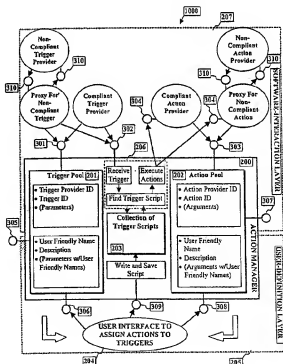 1000
207
Non-
Compliant
Trigger
Provider
Non-
Compliant
Action
Provider
310
310
310
310
Proxy For
Non-Compliant
Trigger
Compliant
Trigger
Provider
304
Compliant
Action
Provider
304
Proxy For
Non-Compliant
Action
SOFTWARE-INTERACTION LAYER
301
302
206
303
200
Trigger Pool 201
• Trigger Provider ID
• Trigger ID
• (Parameters)
Receive
Trigger
Execute
Actions
Find Trigger Script
202 Action Pool
• Action Provider ID
• Action ID
• (Arguments)
305
307
Collection of
Trigger Scripts
203
• User Friendly Name
• Description
• (Parameters w/User
Friendly Names)
Write and Save
Script
• User Friendly
Name
• Description
• (Arguments w/User
Friendly Names)
ACTION MANAGER
USER-DEFINITION LAYER
306
309
308
USER INTERFACE TO
ASSIGN ACTIONS TO
TRIGGERS
204
205